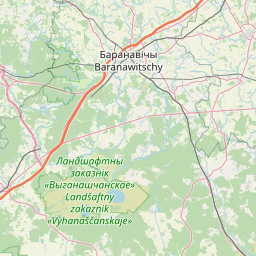 Баранавічы
Baranawitschy
Ландшафтны
заказнік
«Выганашчанскае»
Landšaftny
zakaznik
«Vyhanaščanskaje»